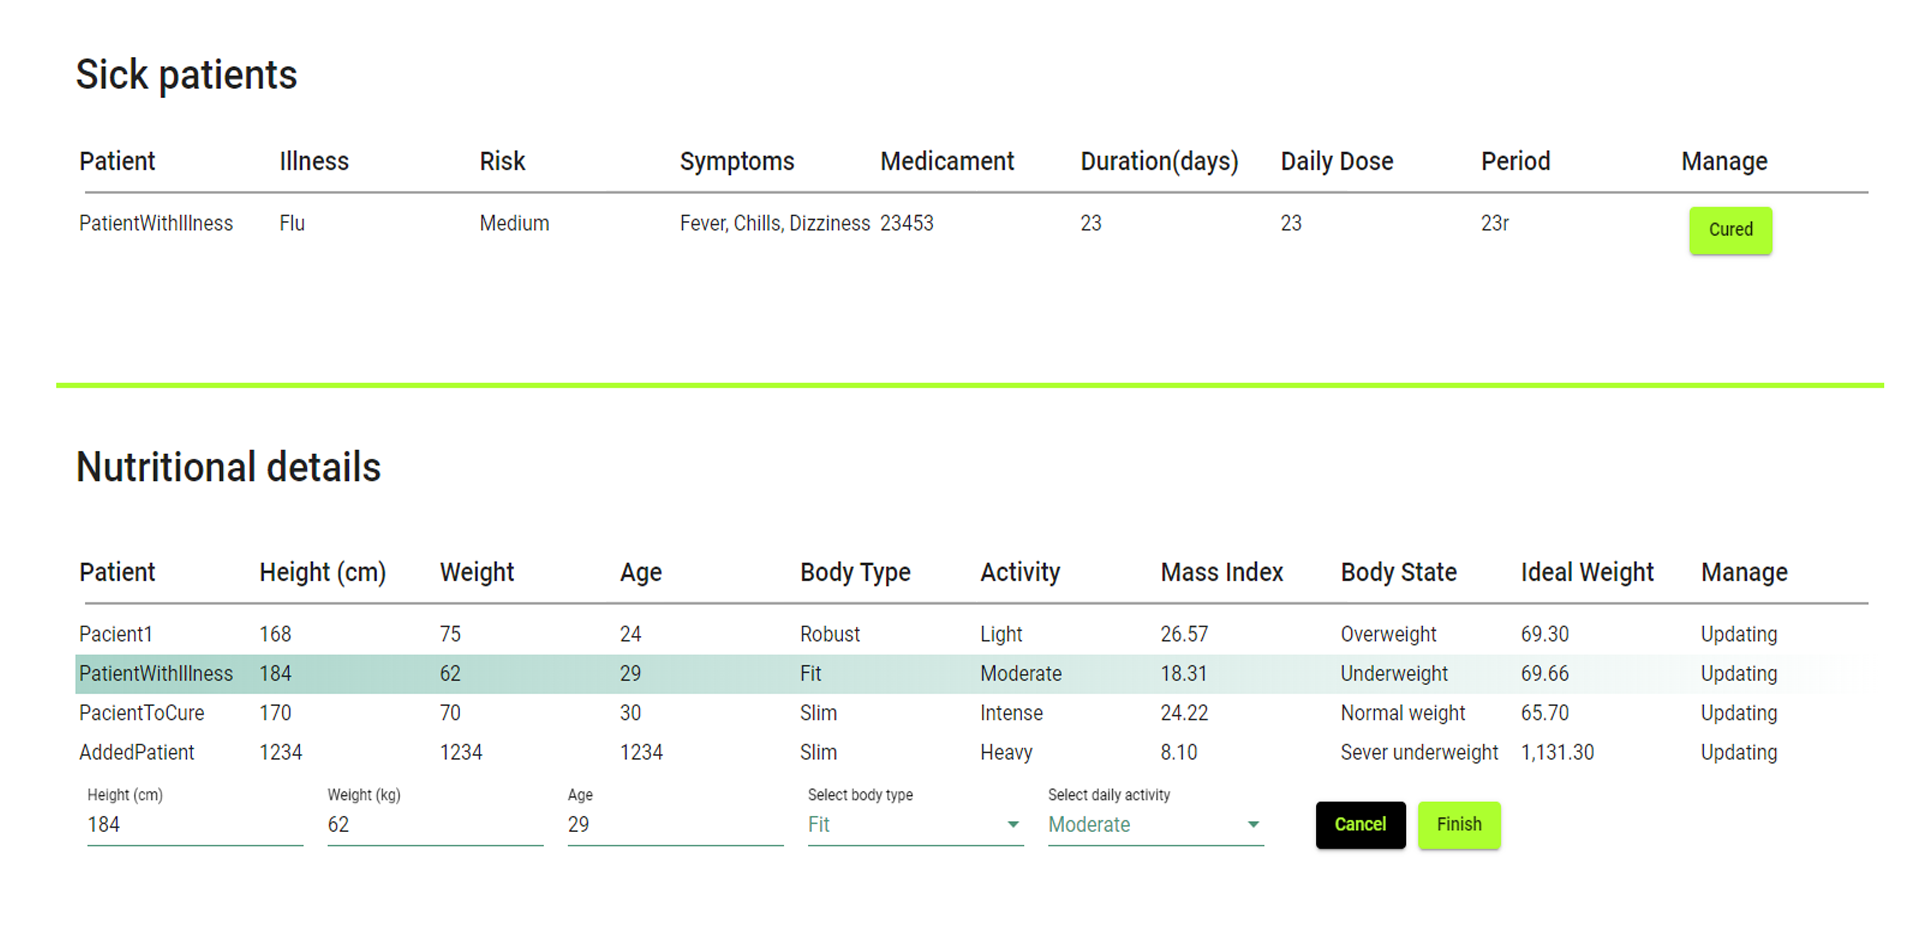 Sick patients
Patient Illness Risk Symptoms Medicament Duration(days) Daily Dose Period Manage
PatientWithIllness Flu Medium Fever, Chills, Dizziness 23453 23 23 23r Cured
Nutritional details
Patient Height (cm) Weight Age Body Type Activity Mass Index Body State Ideal Weight Manage
Pacient1 168 75 24 Robust Light 26.57 Overweight 69.30 Updating
PatientWithIllness 184 62 29 Fit Moderate 18.31 Underweight 69.66 Updating
PacientToCure 170 70 30 Slim Intense 24.22 Normal weight 65.70 Updating
AddedPatient 1234 1234 1234 Slim Heavy 8.10 Sever underweight 1,131.30 Updating
Height (cm) Weight (kg) Age Select body type Select daily activity
184 62 29 Fit Moderate Cancel Finish